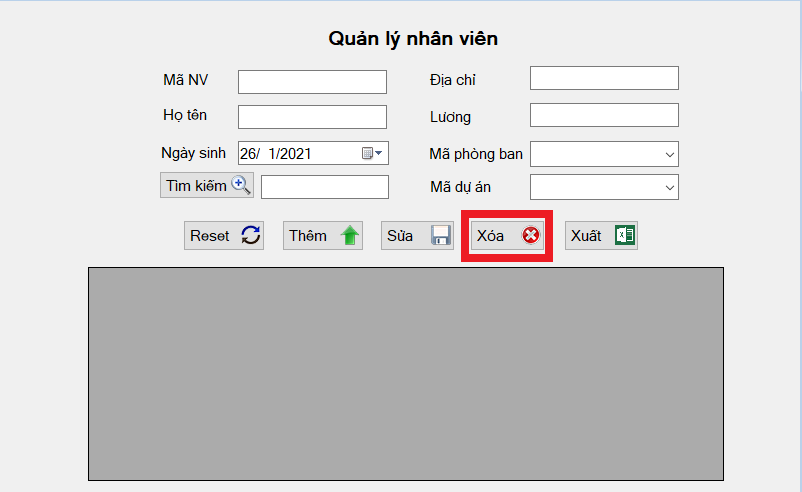 Quản lý nhân viên
Mã NV
Địa chỉ
Họ tên
Lương
Ngày sinh 26/ 1/2021
Mã phòng ban
Tìm kiếm
Mã dự án
Reset
Thêm
Sửa
Xóa
Xuất